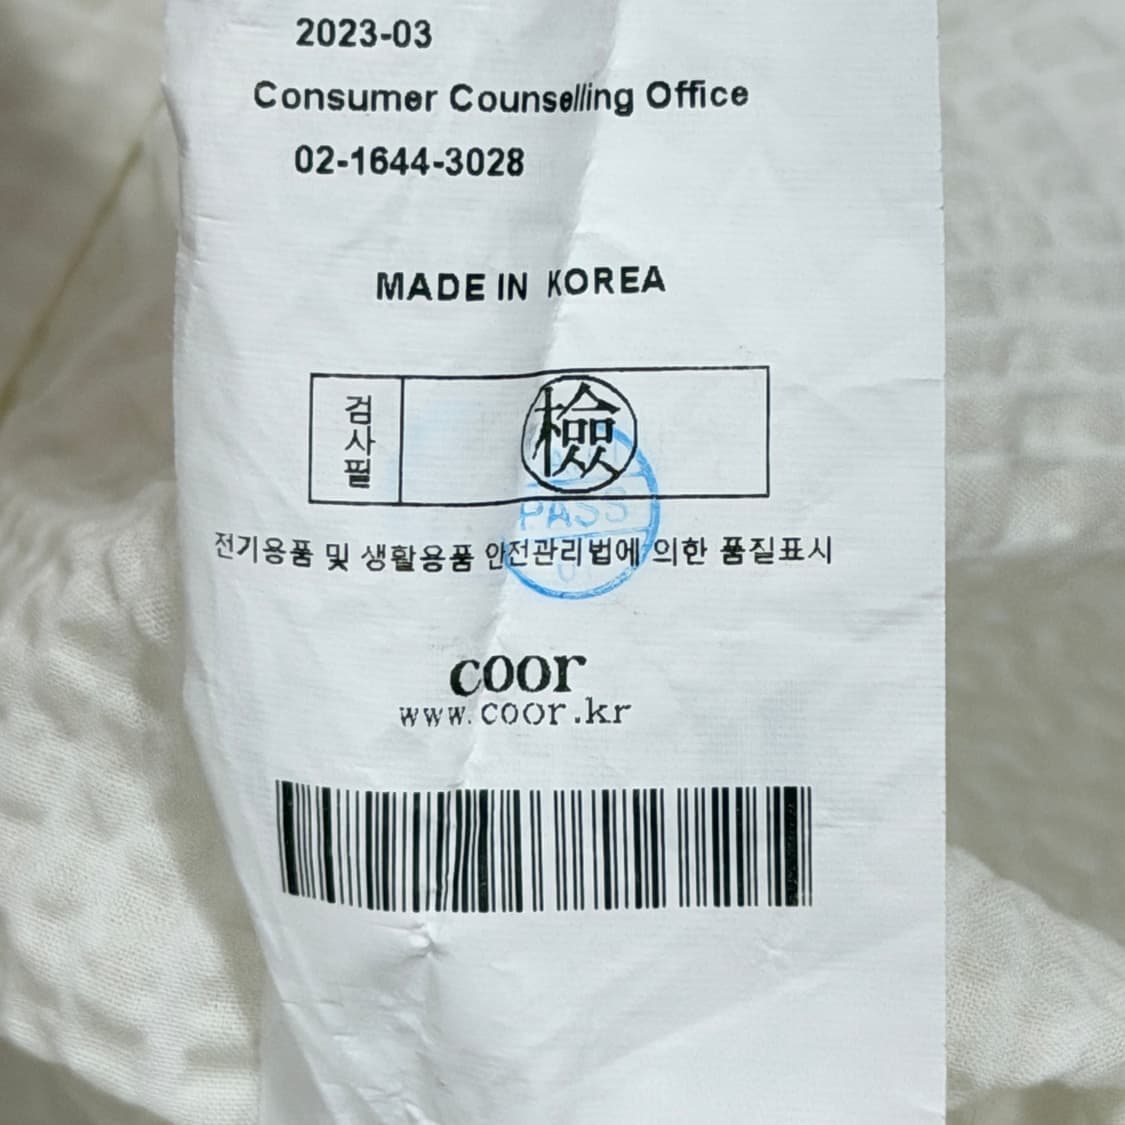 2023-03
Consumer Counselling Office
02-1644-3028
MADE IN KOREA
검사필
檢
PASS
전기용품 및 생활용품 안전관리법에 의한 품질표시
coor
www.coor.kr